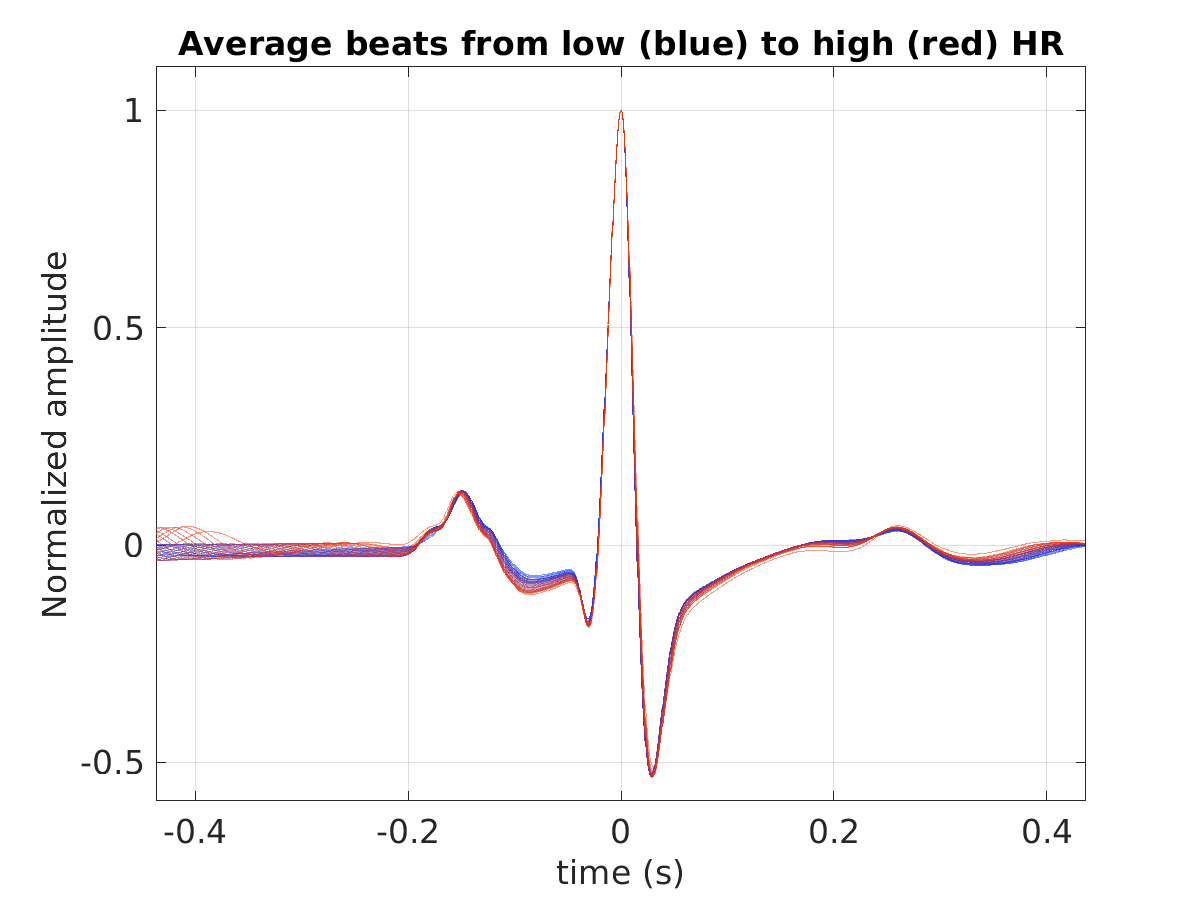 Average beats from low (blue) to high (red) HR
1
0.5
0
-0.5
Normalized amplitude
-0.4 -0.2 0 0.2 0.4
time (s)